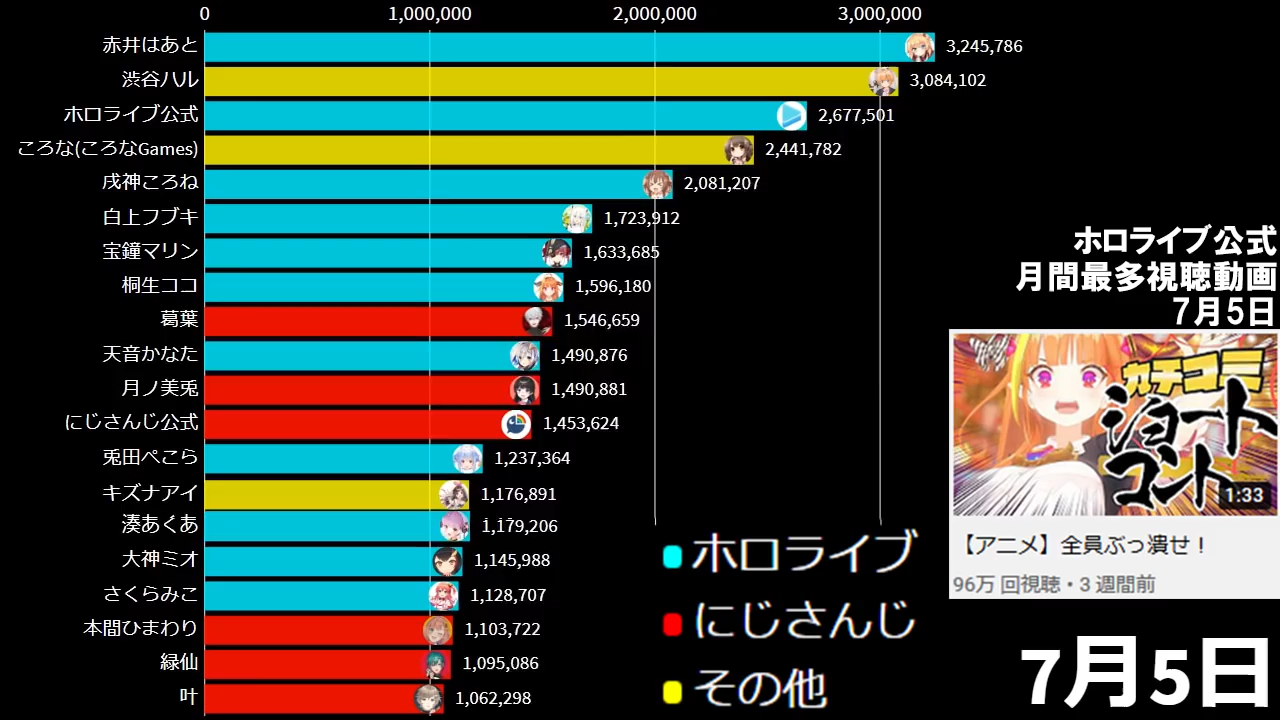 0 1,000,000 2,000,000 3,000,000
赤井はあと 3,245,786
渋谷ハル 3,084,102
ホロライブ公式 2,677,501
ころな(ころなGames) 2,441,782
戌神ころね 2,081,207
白上フブキ 1,723,912
宝鐘マリン 1,633,685
桐生ココ 1,596,180
葛葉 1,546,659
天音かなた 1,490,876
月ノ美兎 1,490,881
にじさんじ公式 1,453,624
兎田ぺこら 1,237,364
キズナアイ 1,176,891
湊あくあ 1,179,206
大神ミオ 1,145,988
さくらみこ 1,128,707
本間ひまわり 1,103,722
緑仙 1,095,086
叶 1,062,298
ホロライブ
にじさんじ
その他
ホロライブ公式
月間最多視聴動画
7月5日
カチコミ
ショート
コント
1:33
【アニメ】全員ぶっ潰せ！
96万 回視聴・3 週間前
7月5日